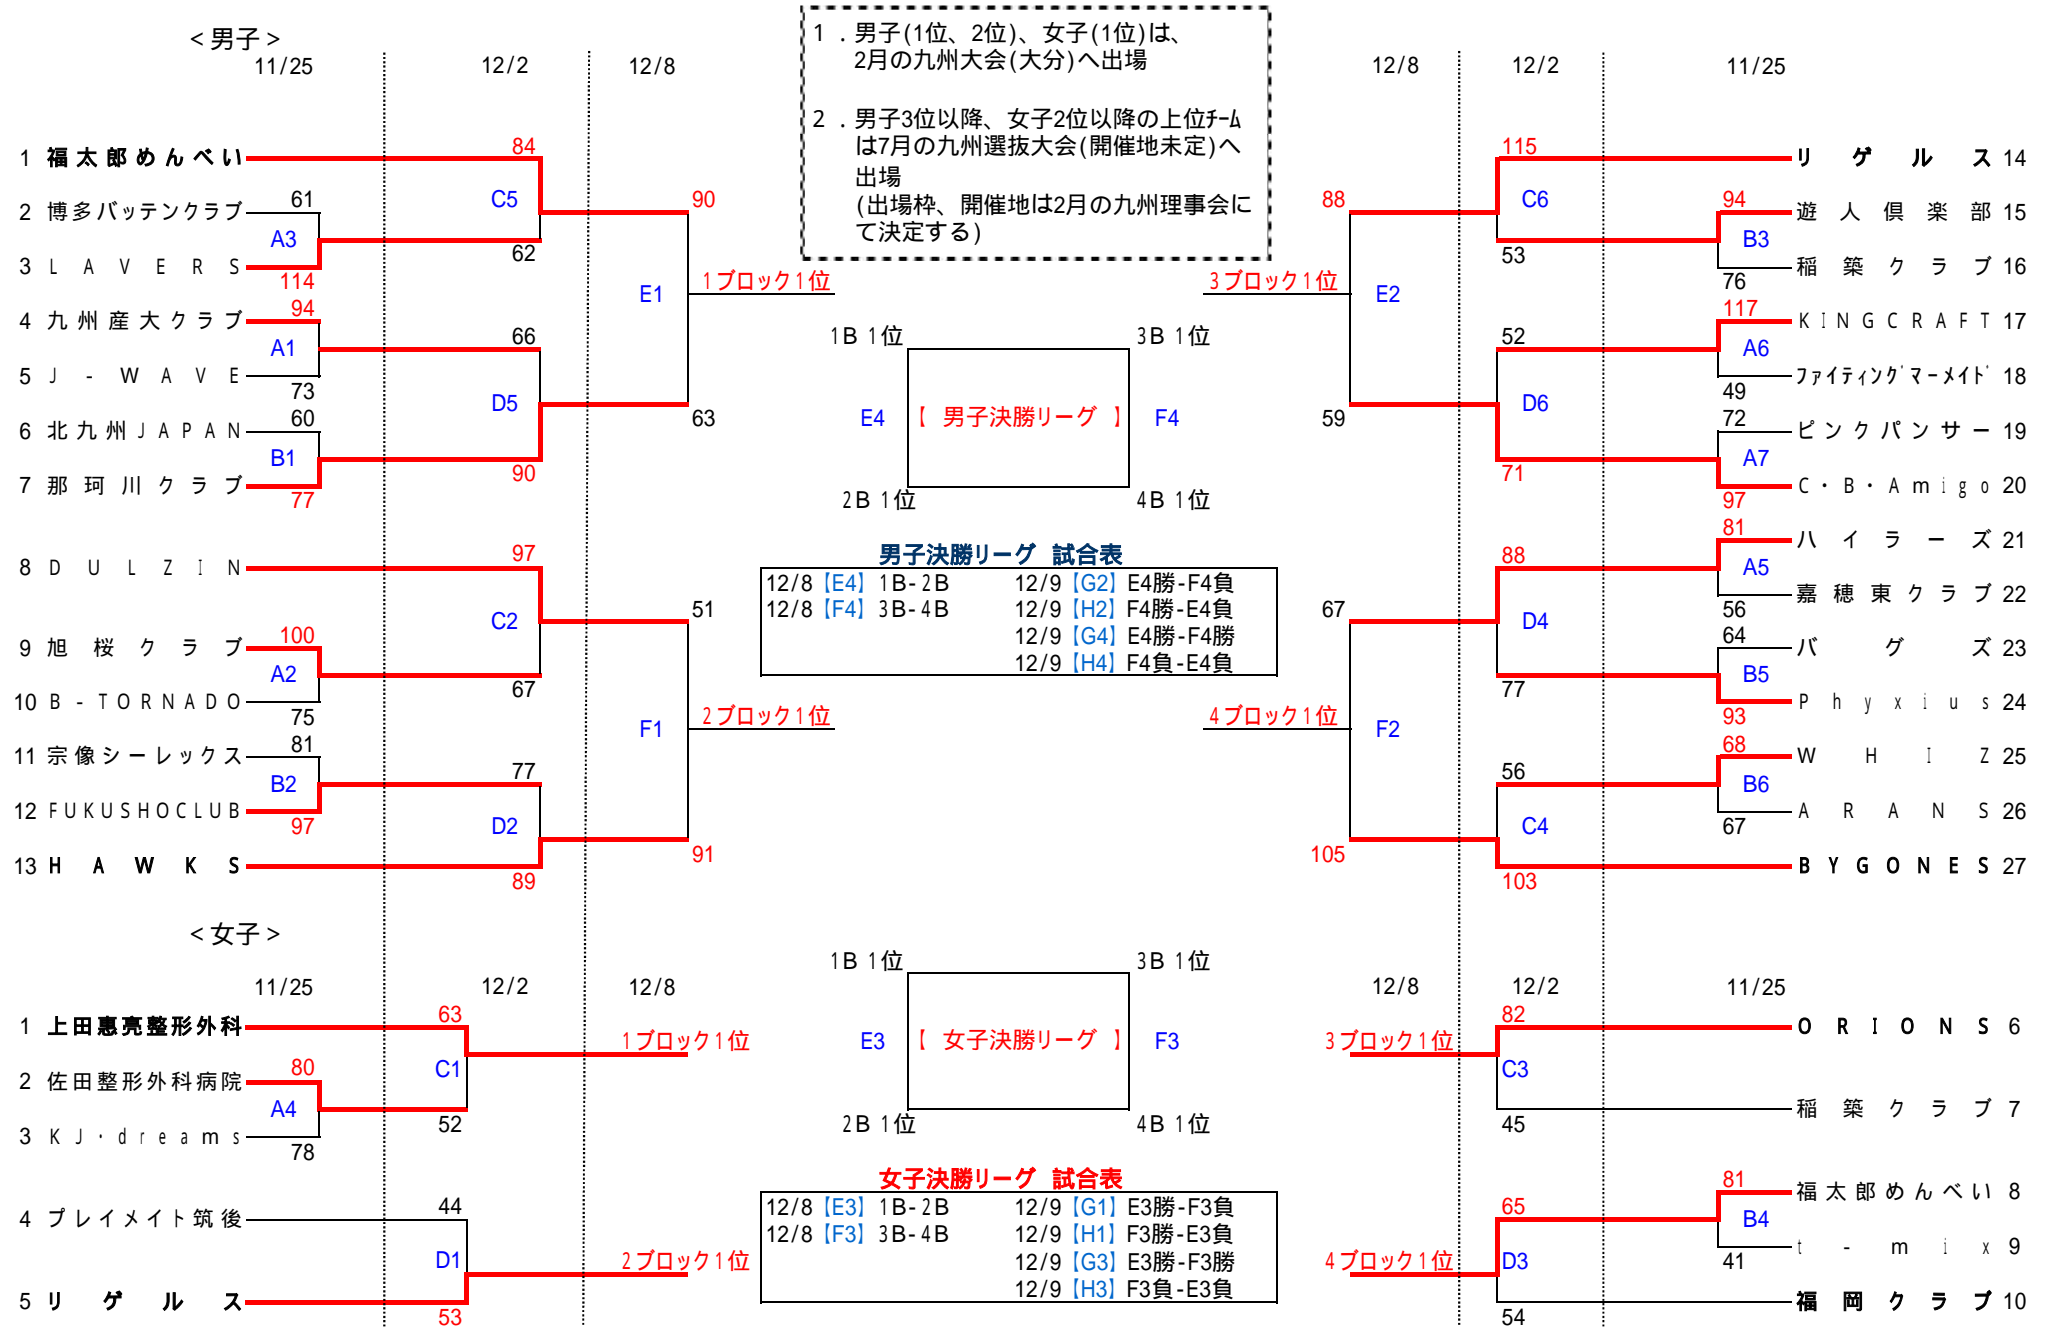 <男子>
11/25 12/2 12/8 12/8 12/2 11/25
1．男子(1位、2位)、女子(1位)は、
2月の九州大会(大分)へ出場
2．男子3位以降、女子2位以降の上位ﾁｰﾑ
は7月の九州選抜大会(開催地未定)へ
出場
(出場枠、開催地は2月の九州理事会に
て決定する)
84 115
1 福太郎めんべい リゲルス 14
61 C5 90 88 C6 94
2 博多バッテンクラブ 遊人倶楽部 15
A3 B3
62 53
3 LAVERS 稲築クラブ 16
114 76
E1 1ブロック1位 3ブロック1位 E2
94 117
4 九州産大クラブ KINGCRAFT 17
66 1B 1位 3B 1位 52
A1 A6
5 J-WAVE ﾌｧｲﾃｨﾝｸﾞﾏｰﾒｲﾄﾞ 18
73 49
D5 D6
60 63 E4 【 男子決勝リーグ 】 F4 59 72
6 北九州JAPAN ピンクパンサー 19
B1 A7
90 71
7 那珂川クラブ C・B・Amigo 20
77 2B 1位 4B 1位 97
81
97 88 ハイラーズ 21
男子決勝リーグ 試合表
8 DULZIN A5
12/8【E4】1B-2B 12/9【G2】E4勝-F4負
12/8【F4】3B-4B 12/9【H2】F4勝-E4負
12/9【G4】E4勝-F4勝
12/9【H4】F4負-E4負
嘉穂東クラブ 22
56
C2 51 67 D4
100 64
9 旭桜クラブ バグズ 23
A2 B5
67 77
10 B-TORNADO Phyxius 24
75 93
F1 2ブロック1位 4ブロック1位 F2
81 68
11 宗像シーレックス WHIZ 25
77 56
B2 B6
12 FUKUSHOCLUB ARANS 26
97 67
D2 C4
91 105
13 HAWKS BYGONES 27
89 103
<女子>
11/25 12/2 12/8 12/8 12/2 11/25
1B 1位 3B 1位
63 82
1 上田惠亮整形外科 ORIONS 6
1ブロック1位 E3 【 女子決勝リーグ 】 F3 3ブロック1位
80 C1 C3
2 佐田整形外科病院
A4 稲築クラブ 7
52 2B 1位 4B 1位 45
3 KJ・dreams
78
女子決勝リーグ 試合表
81
福太郎めんべい 8
44 65
4 プレイメイト筑後 B4
12/8【E3】1B-2B 12/9【G1】E3勝-F3負
12/8【F3】3B-4B 12/9【H1】F3勝-E3負
12/9【G3】E3勝-F3勝
12/9【H3】F3負-E3負
t-mix 9
41
D1 2ブロック1位 4ブロック1位 D3
5 リゲルス 福岡クラブ 10
53 54